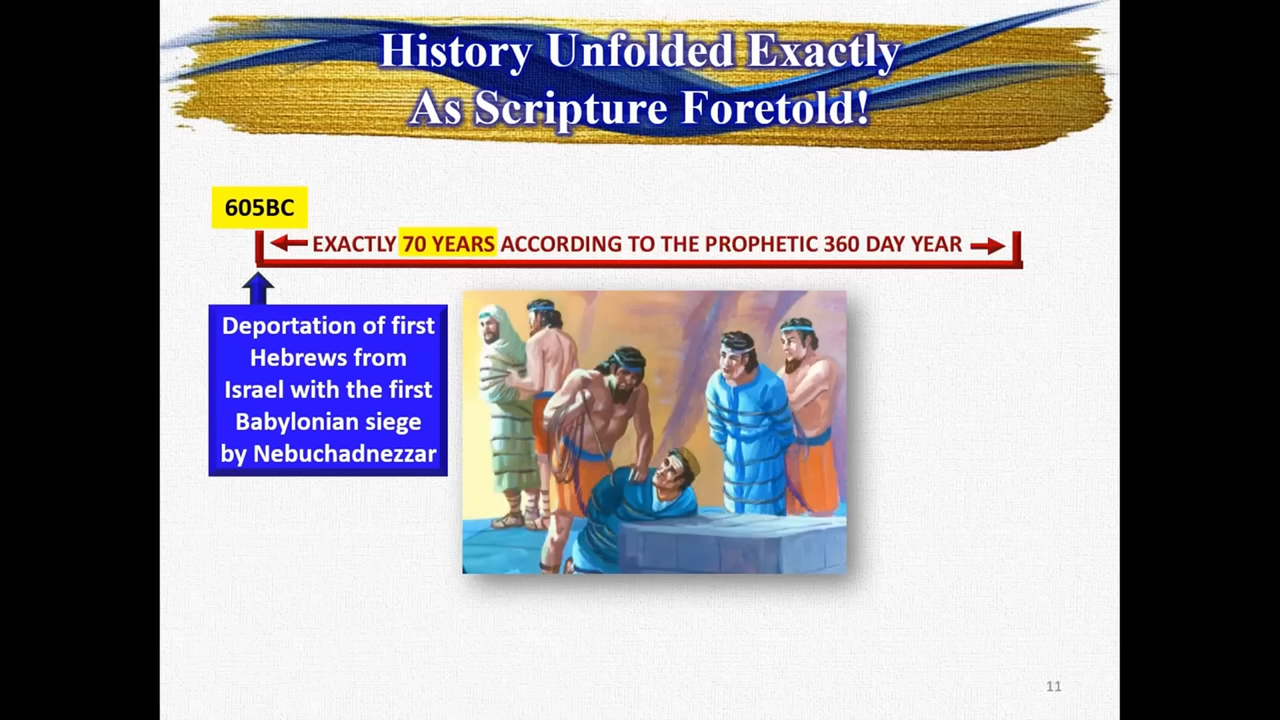 History Unfolded Exactly
As Scripture Foretold!
605BC
EXACTLY 70 YEARS ACCORDING TO THE PROPHETIC 360 DAY YEAR
Deportation of first
Hebrews from
Israel with the first
Babylonian siege
by Nebuchadnezzar
11